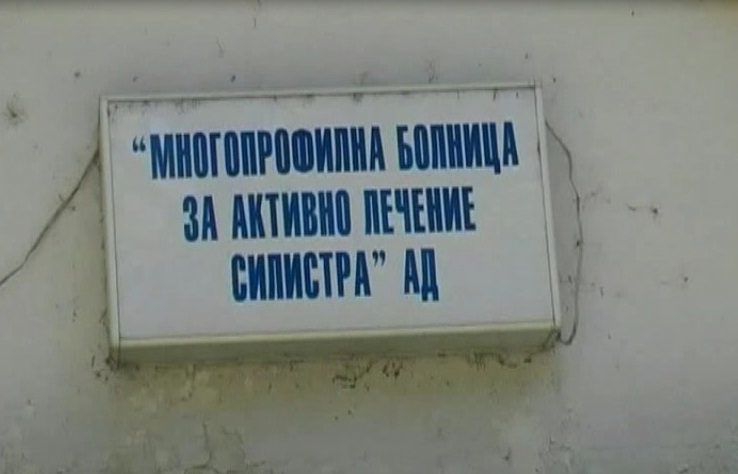 “МНОГОПРОФИЛНА БОЛНИЦА
ЗА АКТИВНО ЛЕЧЕНИЕ
СИЛИСТРА” АД